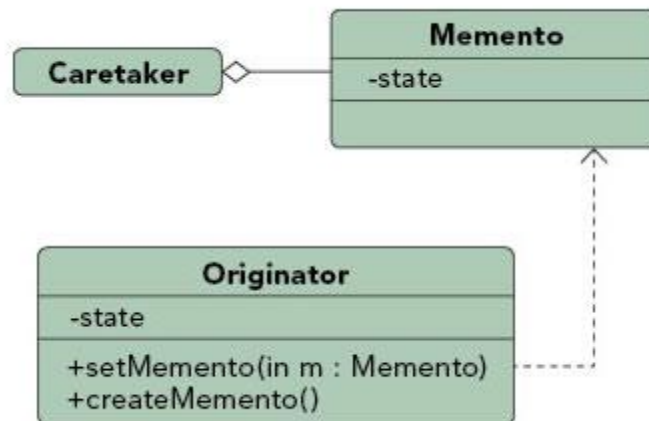 Memento
Caretaker
-state
Originator
-state
+setMemento(in m : Memento)
+createMemento()